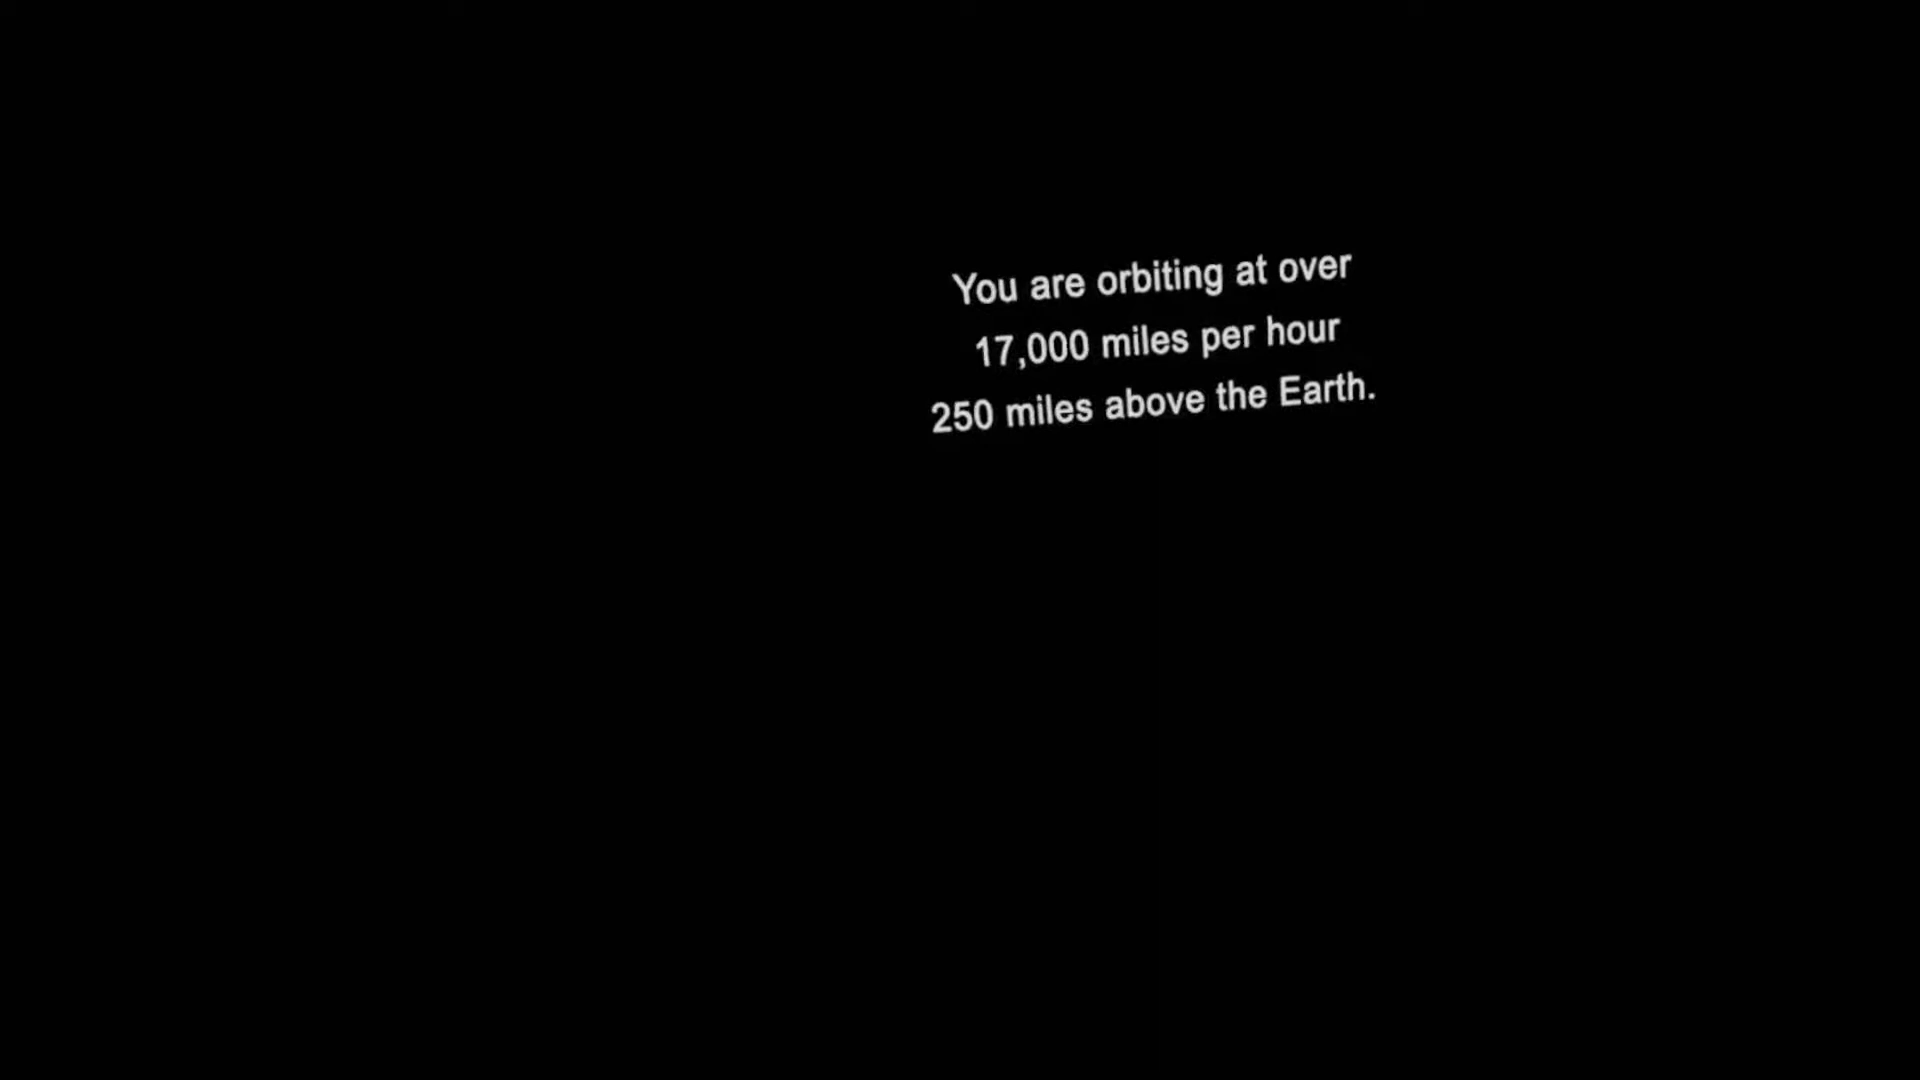 You are orbiting at over
17,000 miles per hour
250 miles above the Earth.